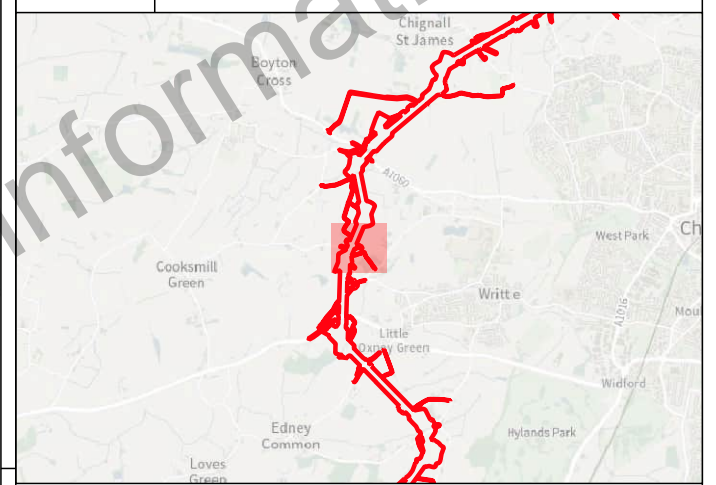 Chignall
St James
Boyton
Cross
Informati
A1060
West Park
Ch
Cooksmill
Green
Writtle
A1016
Mou
Little
Oxney Green
Widford
Edney
Common
Hylands Park
Loves
Green